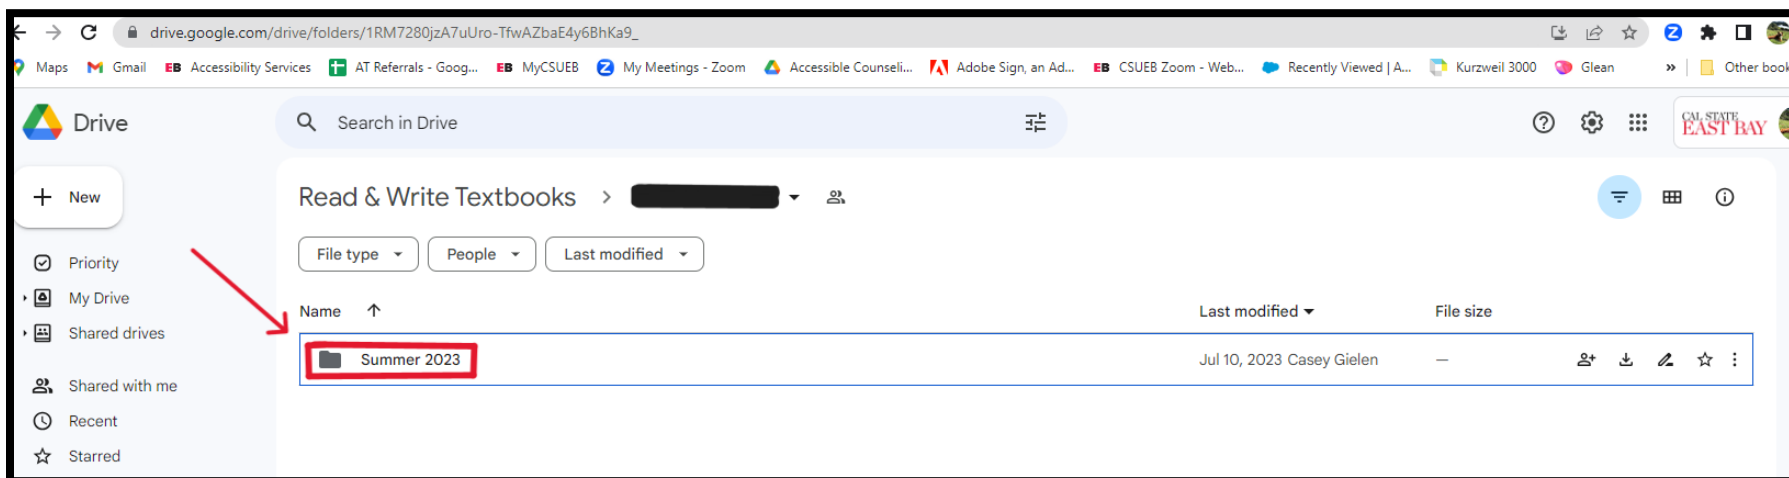 drive.google.com/drive/folders/1RM7280jzA7uUro-TfwAZbaE4y6BhKa9_
Maps Gmail EB Accessibility Services AT Referrals - Goog... EB MyCSUEB My Meetings - Zoom Accessible Counseli... Adobe Sign, an Ad... EB CSUEB Zoom - Web... Recently Viewed | A... Kurzweil 3000 Glean » Other book
Drive Search in Drive CAL STATE
EAST BAY
New Read & Write Textbooks >
File type People Last modified
Priority
My Drive
Name Last modified File size
Shared drives
Summer 2023 Jul 10, 2023 Casey Gielen —
Shared with me
Recent
Starred